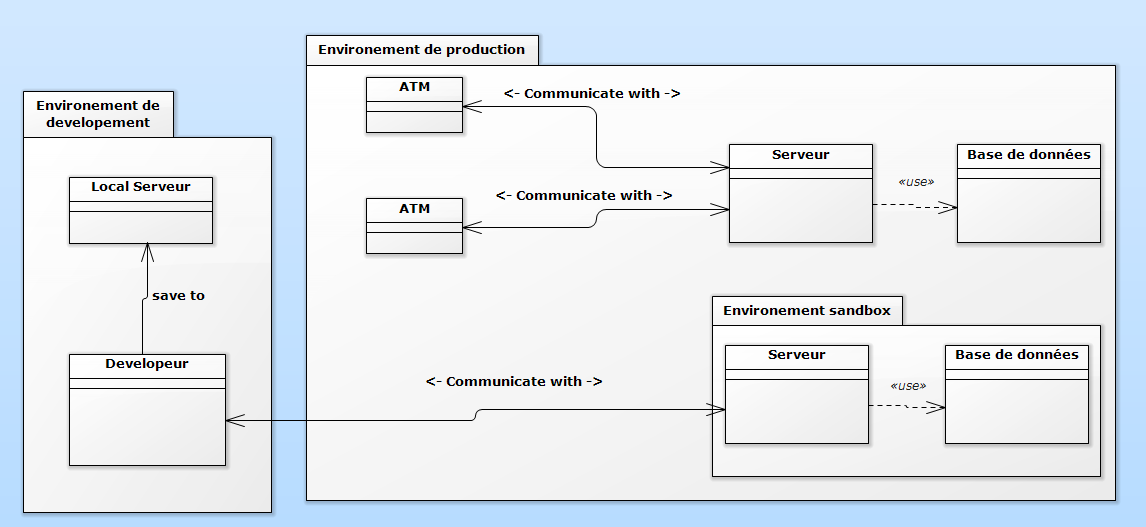 Environement de
developement
Local Serveur
save to
Developeur
Environement de production
ATM
<- Communicate with ->
Serveur
«use»
Base de données
ATM
<- Communicate with ->
<- Communicate with ->
Environement sandbox
Serveur
«use»
Base de données